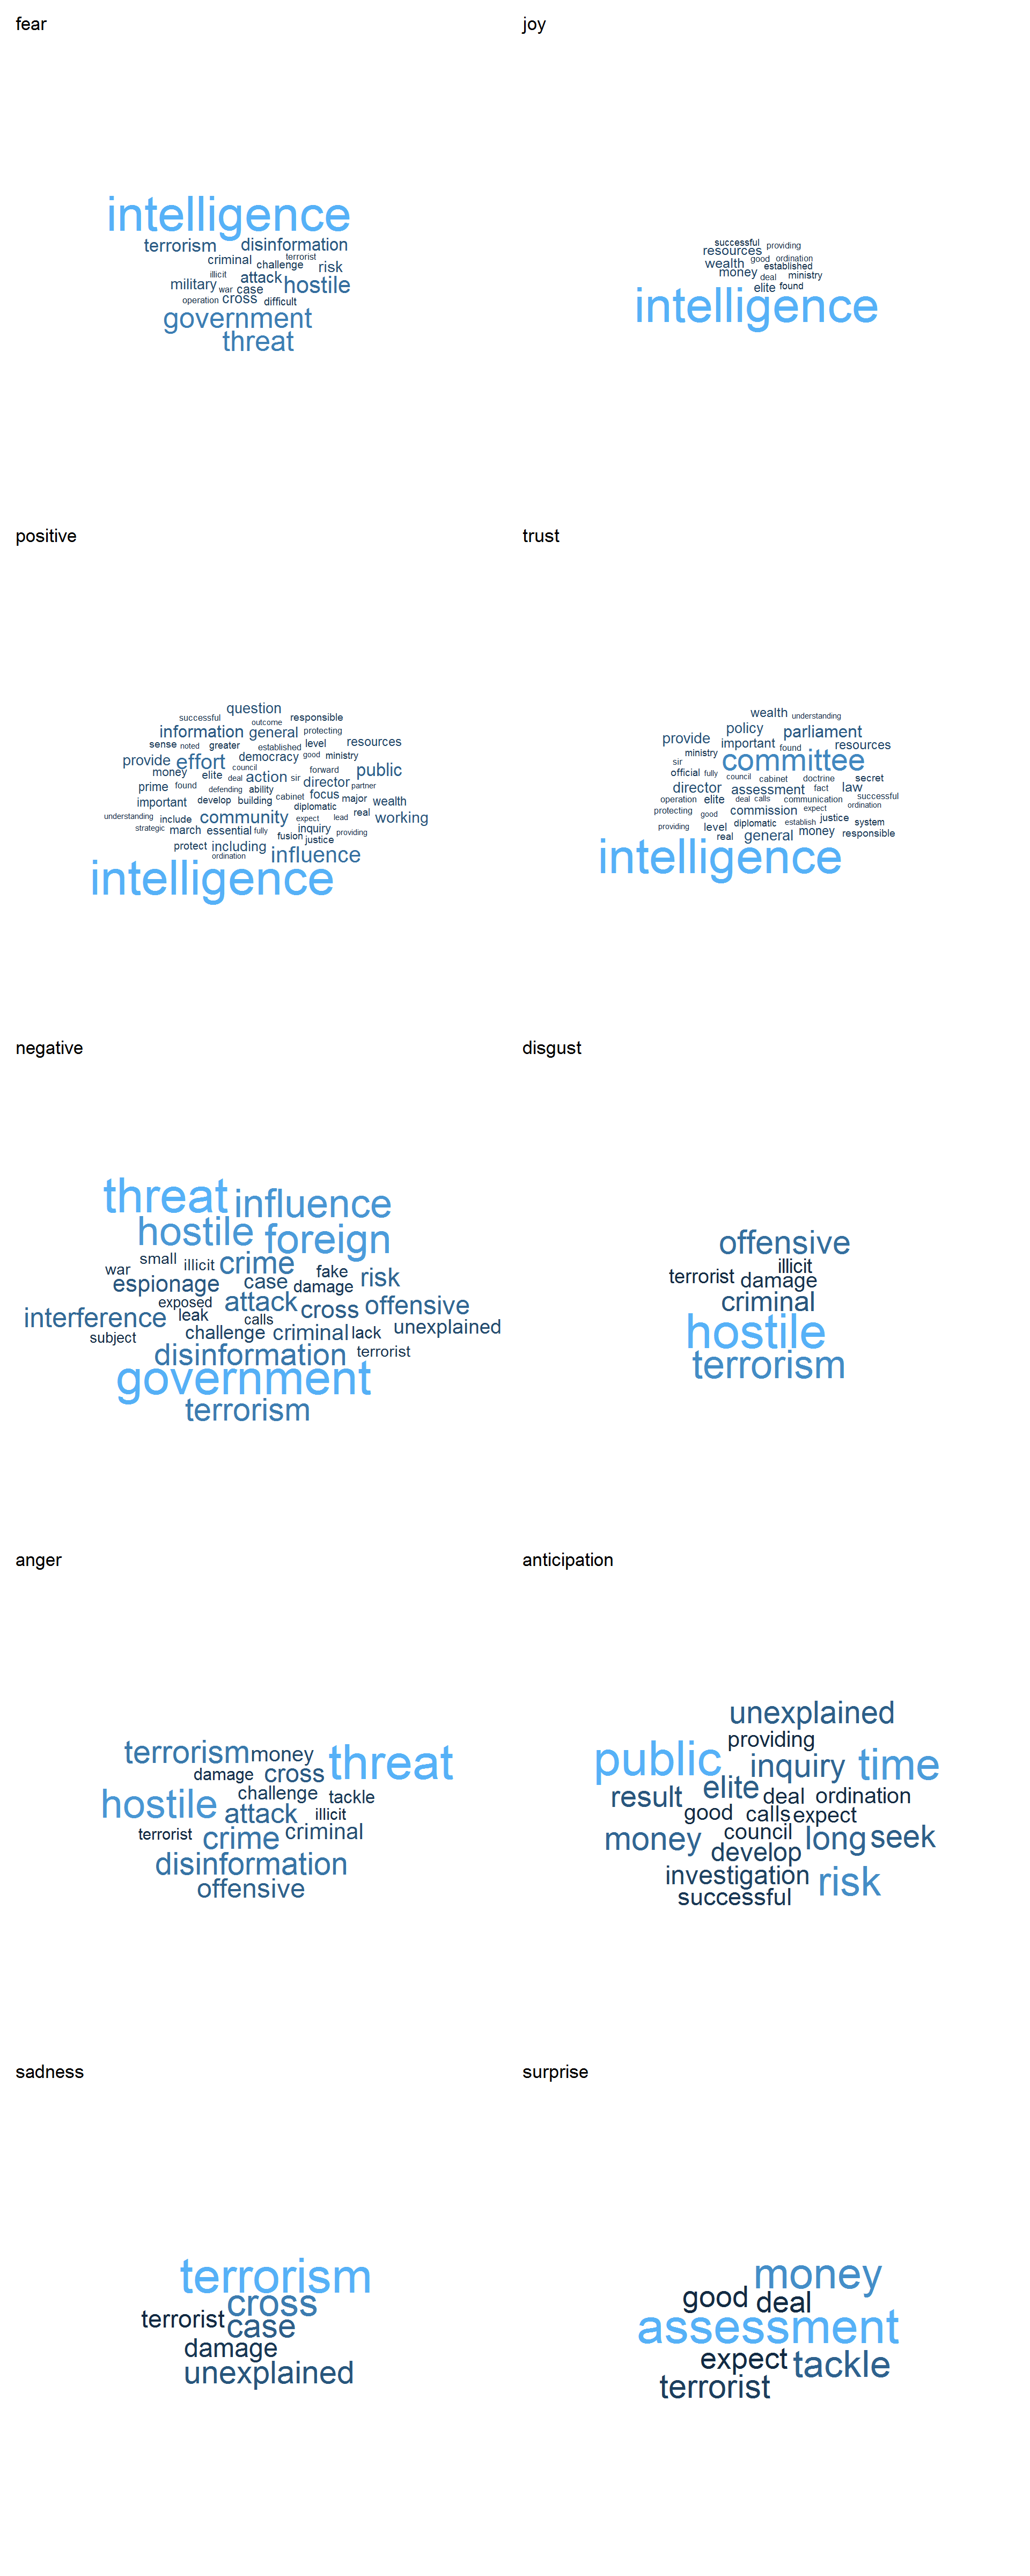 fear
intelligence
terrorism disinformation
criminal challenge terrorist risk
illicit attack
military war case hostile
operation cross difficult
government
threat
joy
successful providing
resources
wealth good ordination
money deal established ministry
elite found
intelligence
positive
question
successful outcome responsible
information general protecting
sense noted greater established level resources
provide effort council democracy good ministry
money elite deal action sir forward public
prime found defending ability director partner
important develop building cabinet focus major wealth
diplomatic
understanding include community expect lead real working
strategic march essential fully fusion inquiry providing
justice
protect including
ordination influence
intelligence
trust
wealth understanding
policy parliament
provide important found resources
ministry committee
sir
official fully council cabinet doctrine secret
director assessment fact law
operation elite deal calls communication successful
protecting good commission expect ordination
justice
providing level diplomatic establish system
real general money responsible
intelligence
negative
threat influence
hostile foreign
small illicit crime
war fake
espionage case damage risk
exposed attack cross offensive
interference leak calls
subject challenge criminal lack unexplained
disinformation terrorist
government
terrorism
disgust
offensive
illicit
terrorist damage
criminal
hostile
terrorism
anger
terrorism money threat
damage cross
hostile challenge tackle
attack illicit
terrorist crime criminal
disinformation
offensive
anticipation
unexplained
providing
public inquiry time
result elite deal ordination
good calls expect
money council long seek
develop
investigation risk
successful
sadness
terrorism
cross
terrorist case
damage
unexplained
surprise
money
good deal
assessment
expect tackle
terrorist